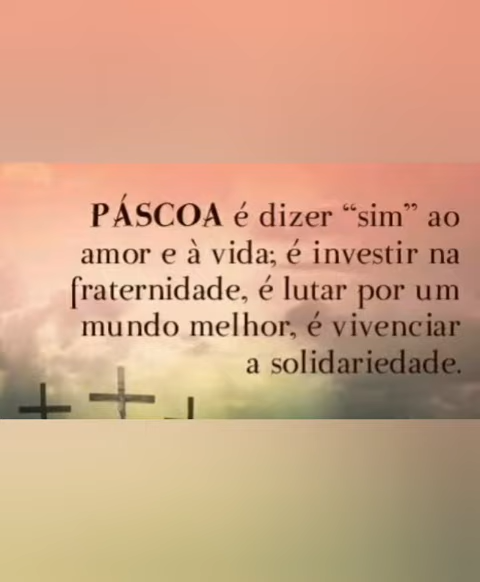 PÁSCOA é dizer “sim” ao
amor e à vida; é investir na
fraternidade, é lutar por um
mundo melhor, é vivenciar
a solidariedade.